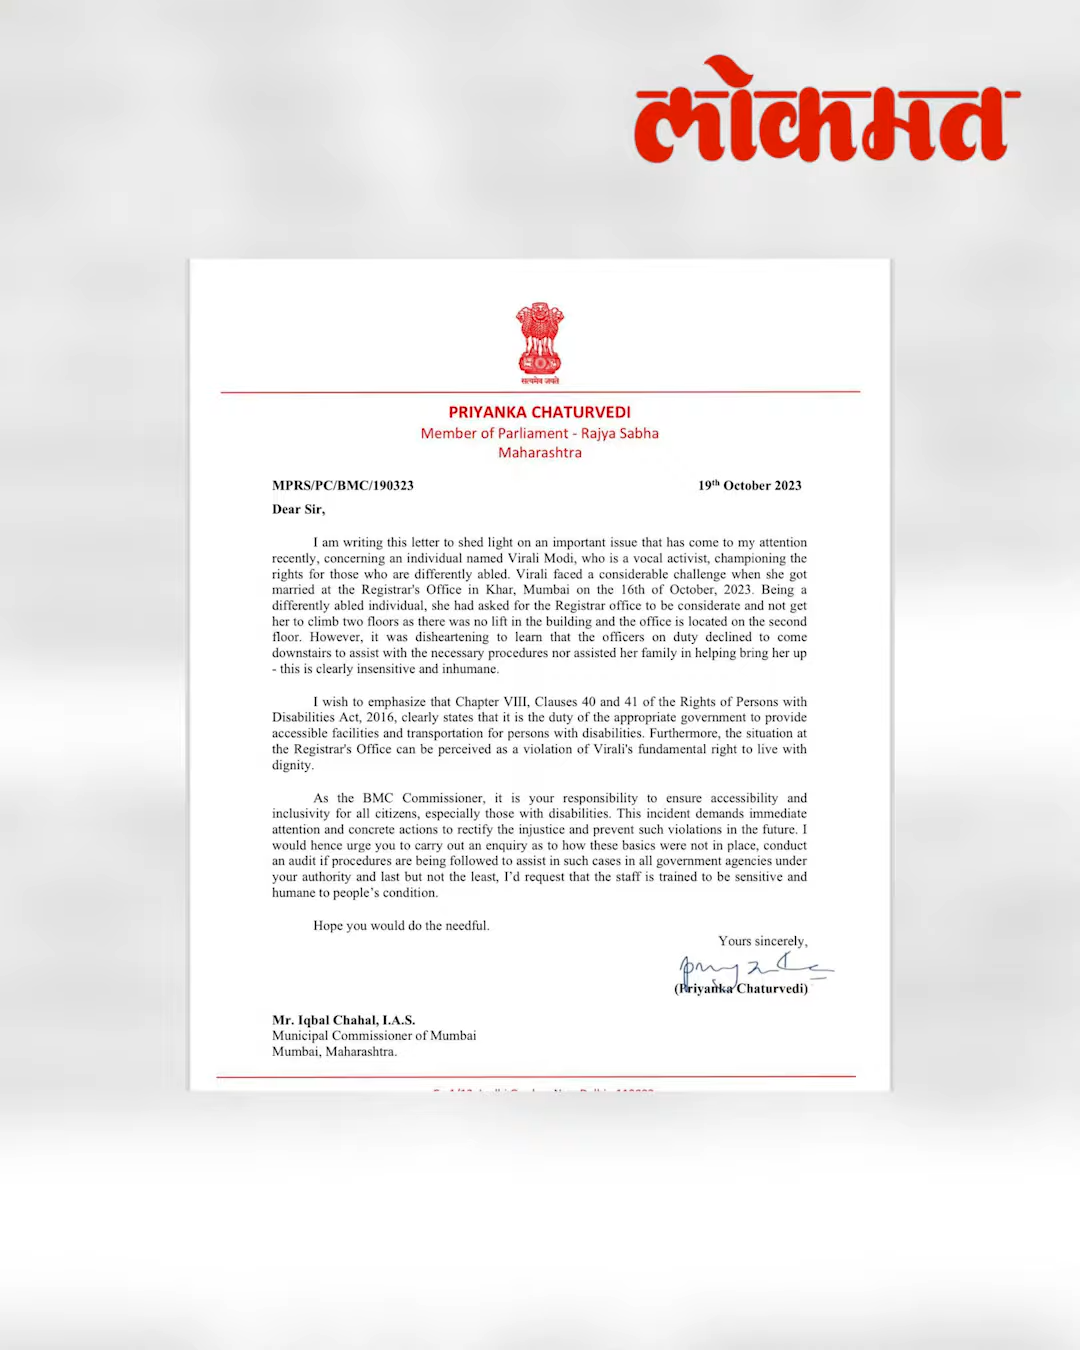 लोकमत
सत्यमेव जयते
PRIYANKA CHATURVEDI
Member of Parliament - Rajya Sabha
Maharashtra
MPRS/PC/BMC/190323 19th October 2023
Dear Sir,
I am writing this letter to shed light on an important issue that has come to my attention
recently, concerning an individual named Virali Modi, who is a vocal activist, championing the
rights for those who are differently abled. Virali faced a considerable challenge when she got
married at the Registrar's Office in Khar, Mumbai on the 16th of October, 2023. Being a
differently abled individual, she had asked for the Registrar office to be considerate and not get
her to climb two floors as there was no lift in the building and the office is located on the second
floor. However, it was disheartening to learn that the officers on duty declined to come
downstairs to assist with the necessary procedures nor assisted her family in helping bring her up
- this is clearly insensitive and inhumane.
I wish to emphasize that Chapter VIII, Clauses 40 and 41 of the Rights of Persons with
Disabilities Act, 2016, clearly states that it is the duty of the appropriate government to provide
accessible facilities and transportation for persons with disabilities. Furthermore, the situation at
the Registrar's Office can be perceived as a violation of Virali's fundamental right to live with
dignity.
As the BMC Commissioner, it is your responsibility to ensure accessibility and
inclusivity for all citizens, especially those with disabilities. This incident demands immediate
attention and concrete actions to rectify the injustice and prevent such violations in the future. I
would hence urge you to carry out an enquiry as to how these basics were not in place, conduct
an audit if procedures are being followed to assist in such cases in all government agencies under
your authority and last but not the least, I'd request that the staff is trained to be sensitive and
humane to people's condition.
Hope you would do the needful.
Yours sincerely,
(Priyanka Chaturvedi)
Mr. Iqbal Chahal, I.A.S.
Municipal Commissioner of Mumbai
Mumbai, Maharashtra.